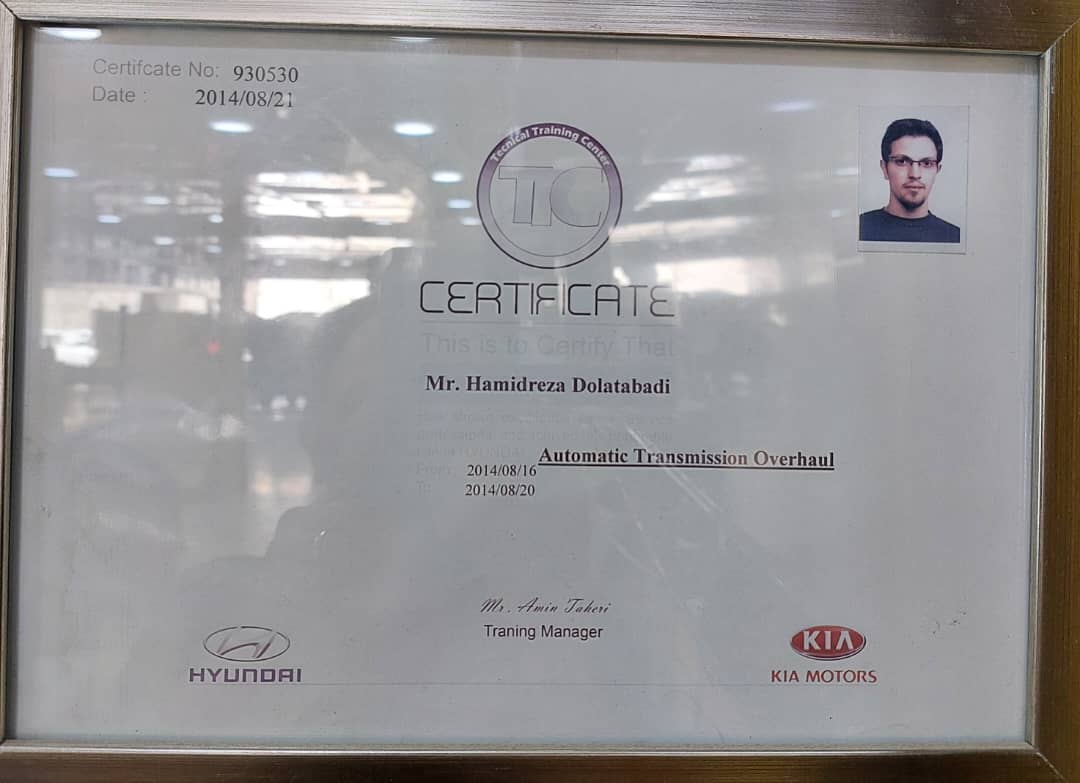 Certifcate No: 930530
Date : 2014/08/21
Tecnical Training Center
TTC
CERTIFICATE
This is to Certify That
Mr. Hamidreza Dolatabadi
HYUNDAI Automatic Transmission Overhaul
From: 2014/08/16
To: 2014/08/20
Mr. Amin Taheri
Traning Manager
HYUNDAI
KIA
KIA MOTORS